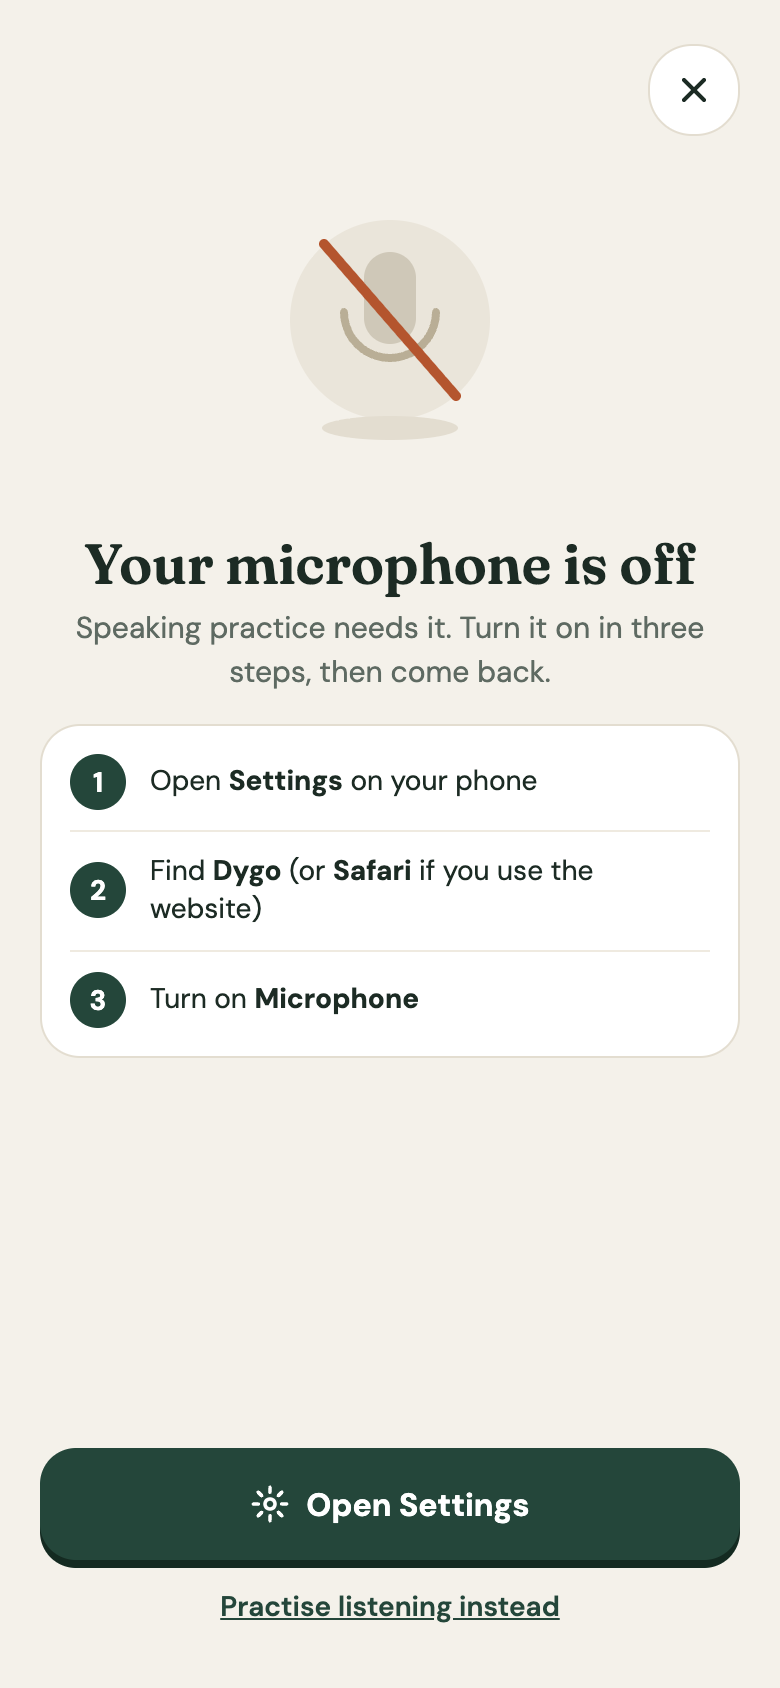 Your microphone is off
Speaking practice needs it. Turn it on in three
steps, then come back.
1 Open Settings on your phone
2 Find Dygo (or Safari if you use the
website)
3 Turn on Microphone
Open Settings
Practise listening instead